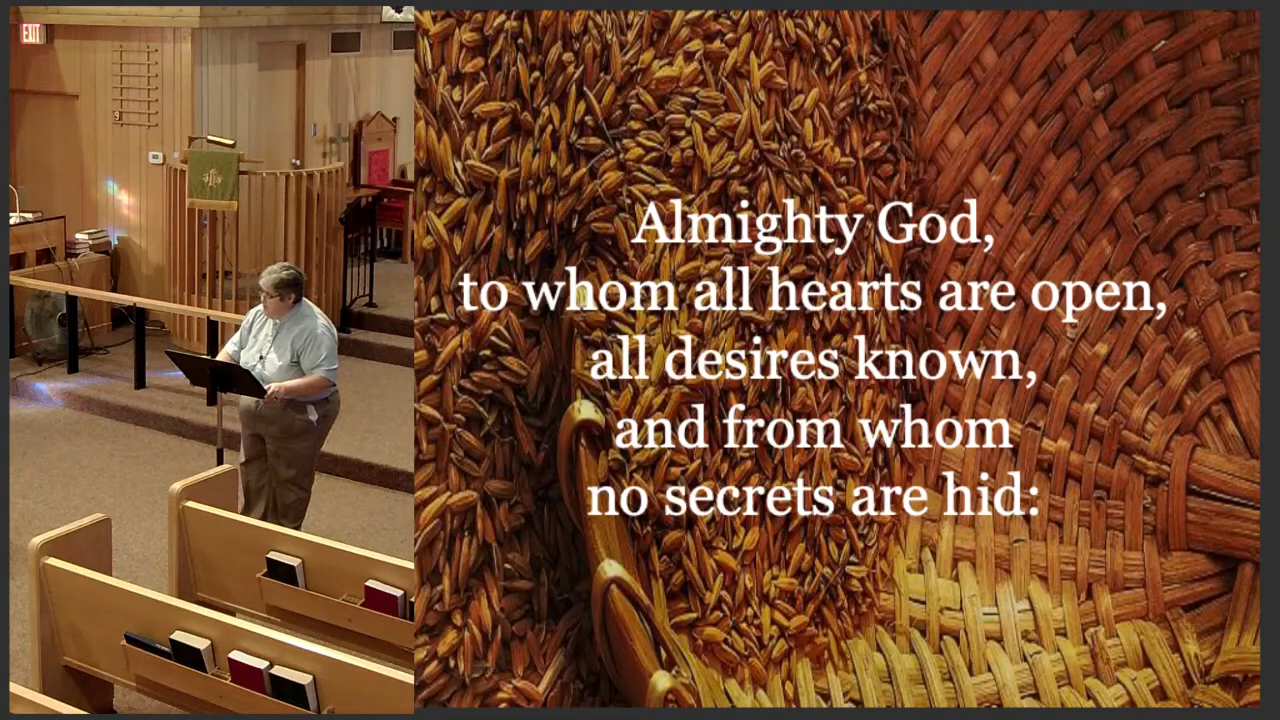 EXIT
9
Almighty God,
to whom all hearts are open,
all desires known,
and from whom
no secrets are hid: